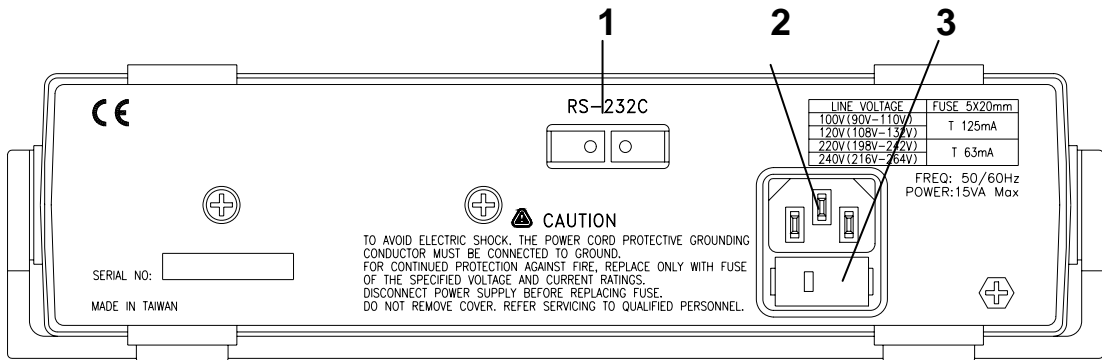 1 2 3
CE
RS-232C
LINE VOLTAGE FUSE 5X20mm
100V(90V-110V)
120V(108V-132V)
T 125mA
220V(198V-242V)
240V(216V-264V)
T 63mA
FREQ: 50/60Hz
POWER:15VA Max
CAUTION
TO AVOID ELECTRIC SHOCK. THE POWER CORD PROTECTIVE GROUNDING
CONDUCTOR MUST BE CONNECTED TO GROUND.
FOR CONTINUED PROTECTION AGAINST FIRE, REPLACE ONLY WITH FUSE
OF THE SPECIFIED VOLTAGE AND CURRENT RATINGS.
DISCONNECT POWER SUPPLY BEFORE REPLACING FUSE.
DO NOT REMOVE COVER. REFER SERVICING TO QUALIFIED PERSONNEL.
SERIAL NO:
MADE IN TAIWAN